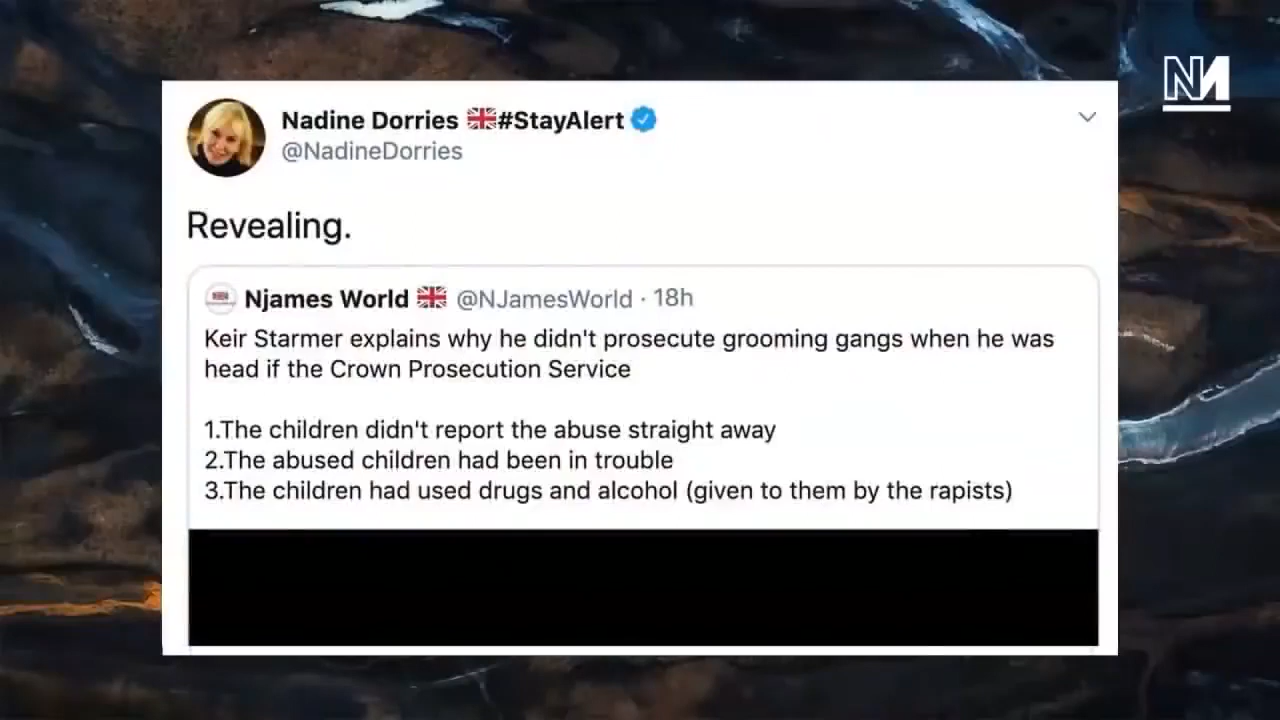 NM
Nadine Dorries 🇬🇧#StayAlert
@NadineDorries
Revealing.
Njames World 🇬🇧 @NJamesWorld · 18h
Keir Starmer explains why he didn't prosecute grooming gangs when he was
head if the Crown Prosecution Service
1.The children didn't report the abuse straight away
2.The abused children had been in trouble
3.The children had used drugs and alcohol (given to them by the rapists)